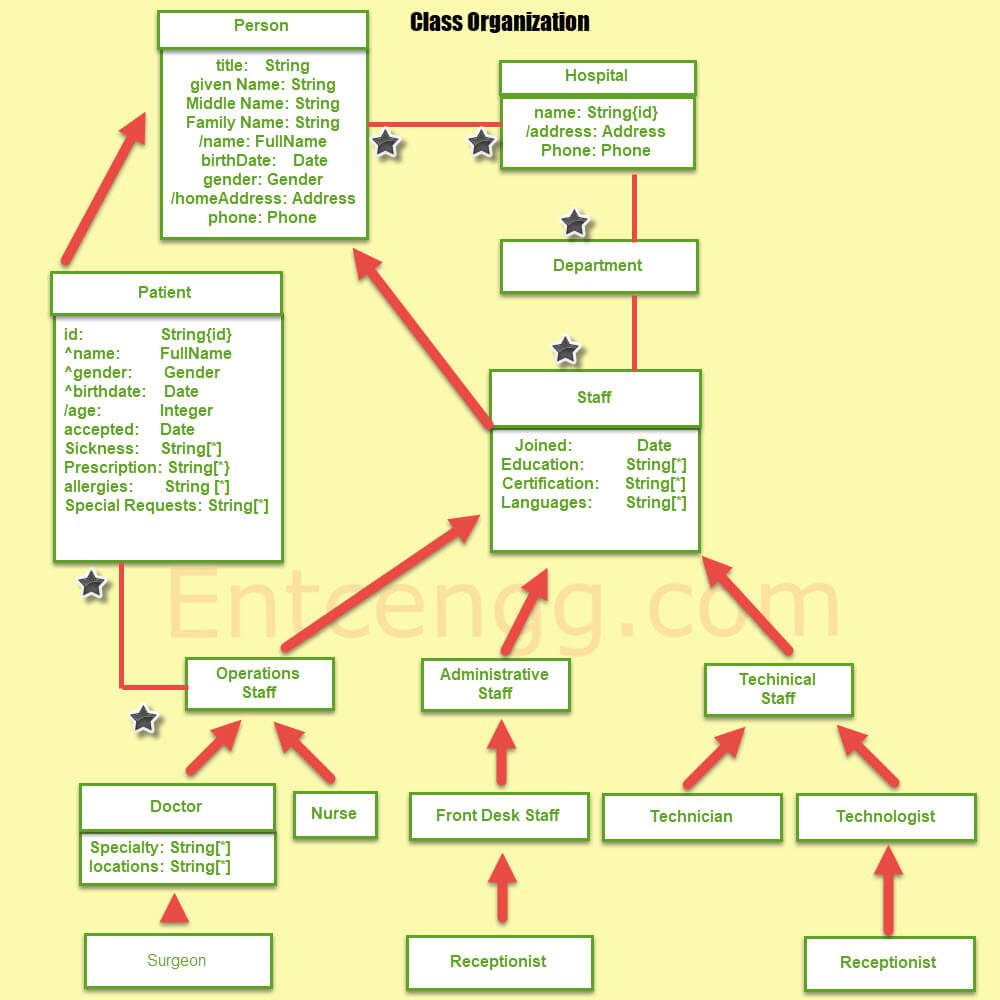 Class Organization
Person
title: String
given Name: String
Middle Name: String
Family Name: String
/name: FullName
birthDate: Date
gender: Gender
/homeAddress: Address
phone: Phone
Hospital
name: String{id}
/address: Address
Phone: Phone
Department
Patient
id: String{id}
^name: FullName
^gender: Gender
^birthdate: Date
/age: Integer
accepted: Date
Sickness: String[*]
Prescription: String[*}
allergies: String [*]
Special Requests: String[*]
Staff
Joined: Date
Education: String[*]
Certification: String[*]
Languages: String[*]
Entcengg.com
Operations
Staff
Administrative
Staff
Techinical
Staff
Doctor
Specialty: String[*]
locations: String[*]
Nurse
Front Desk Staff
Technician
Technologist
Surgeon
Receptionist
Receptionist